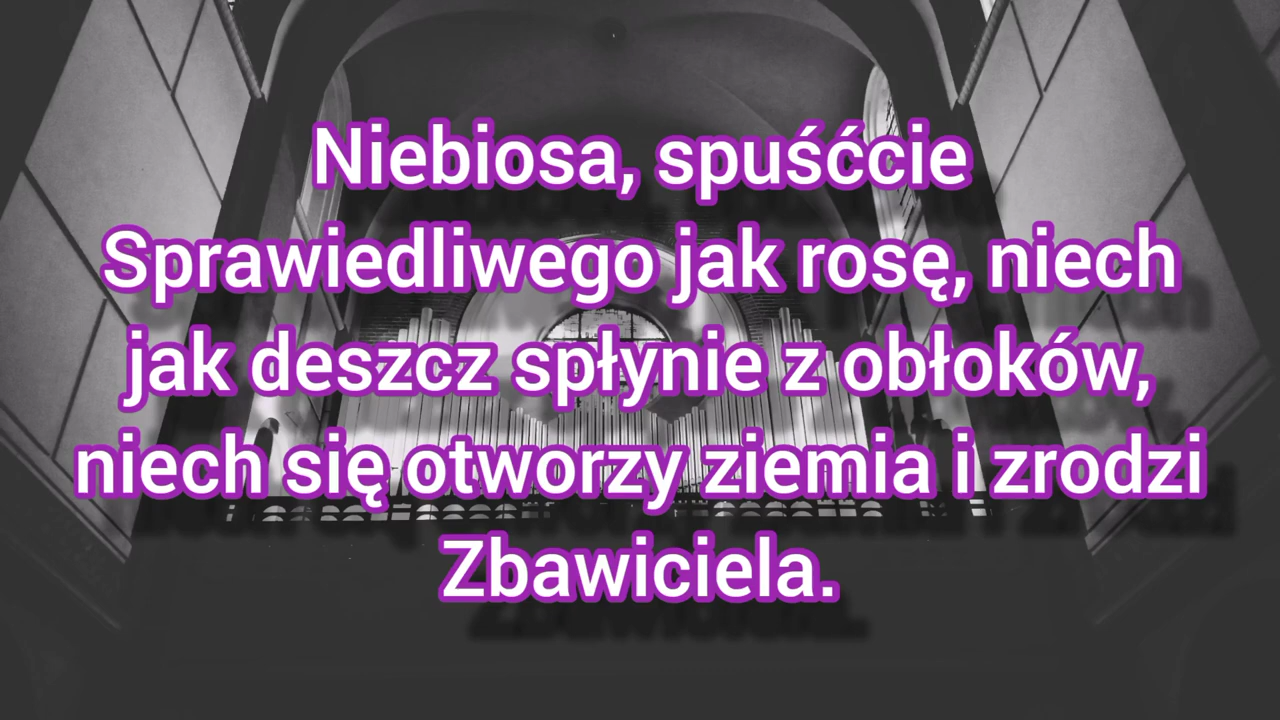 Niebiosa, spuśćcie
Sprawiedliwego jak rosę, niech
jak deszcz spłynie z obłoków,
niech się otworzy ziemia i zrodzi
Zbawiciela.